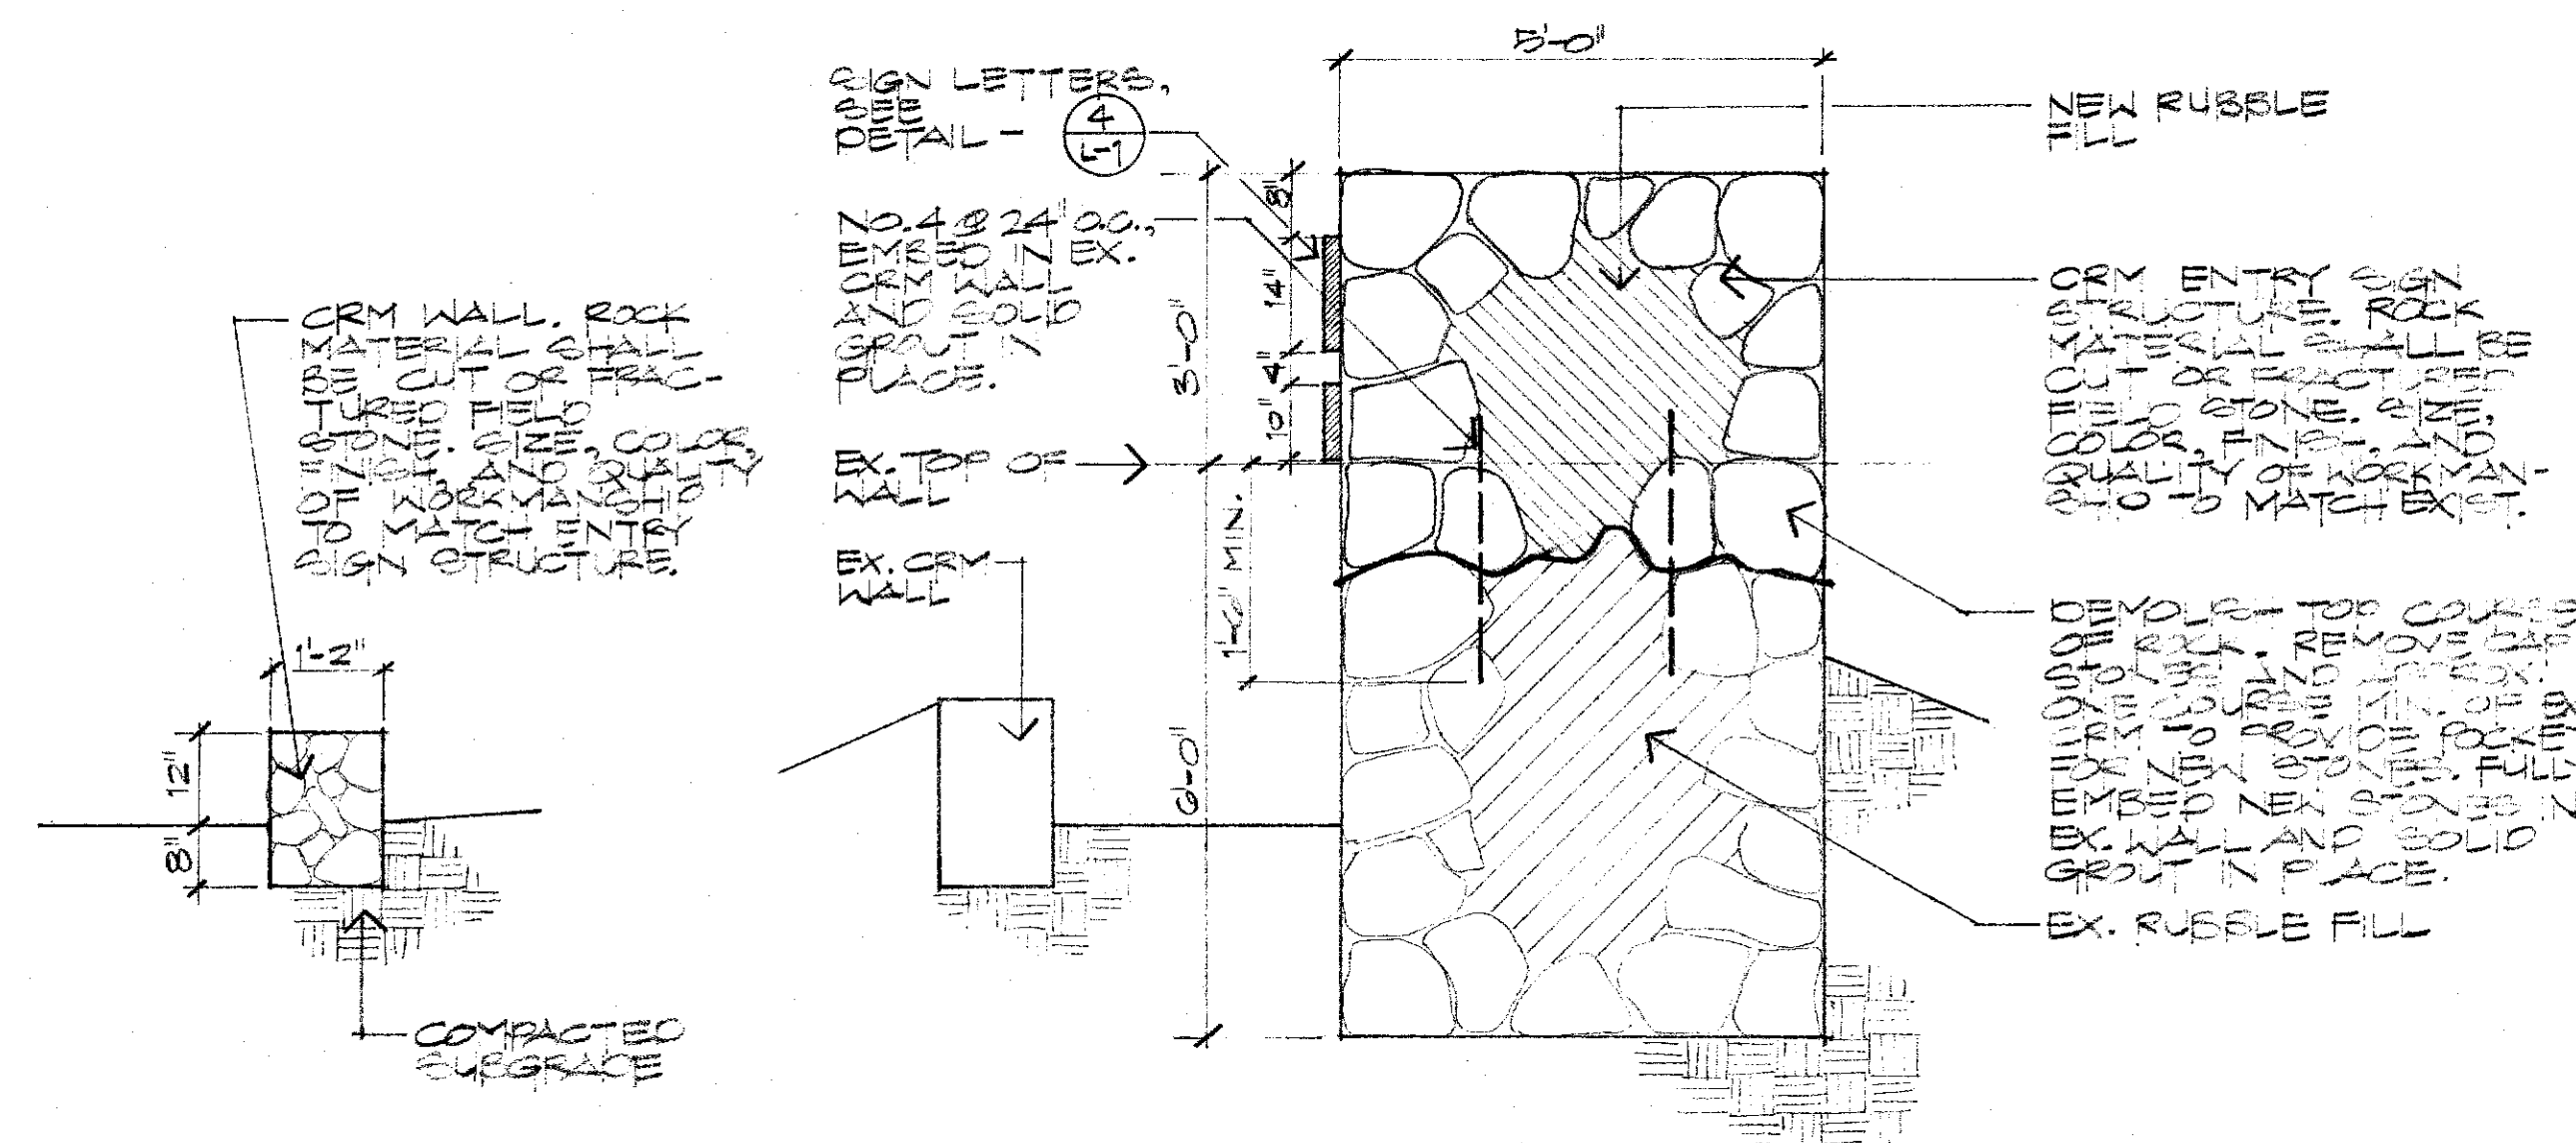 CRM WALL. ROCK
MATERIAL SHALL
BE CUT OR FRAC-
TURED FIELD
STONE. SIZE, COLOR,
FINISH, AND QUALITY
OF WORKMANSHIP
TO MATCH ENTRY
SIGN STRUCTURE.
1'-2"
12"
8"
COMPACTED
SUBGRADE
SIGN LETTERS,
SEE
DETAIL -
4
L-1
NO. 4 @ 24" O.C.,
EMBED IN EX.
CRM WALL
AND SOLID
GROUT IN
PLACE.
EX. TOP OF
WALL
EX. CRM
WALL
5'-0"
8"
14"
4"
10"
3'-0"
1'-6" MIN.
6'-0"
NEW RUBBLE
FILL
CRM ENTRY SIGN
STRUCTURE. ROCK
MATERIAL SHALL BE
CUT OR FRACTURED
FIELD STONE. SIZE,
COLOR, FINISH, AND
QUALITY OF WORKMAN-
SHIP TO MATCH EXIST.
DEMOLISH TOP COURSE
OF ROCK. REMOVE CAP
STONES AND APPROX.
ONE COURSE MIN. OF EX
CRM TO PROVIDE POCKET
FOR NEW STONES. FULL
EMBED NEW STONES IN
EX. WALL AND SOLID
GROUT IN PLACE.
EX. RUBBLE FILL